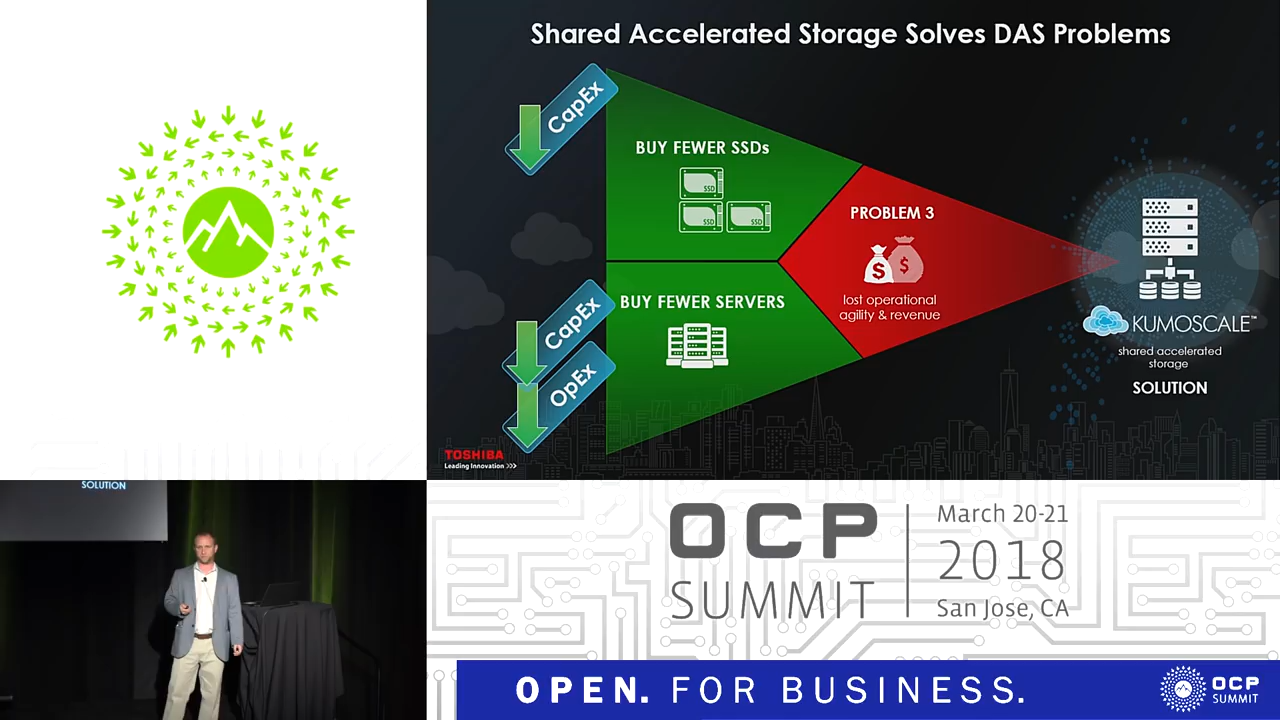 Shared Accelerated Storage Solves DAS Problems
CapEx
BUY FEWER SSDs
SSD
SSD
SSD
PROBLEM 3
$
$
lost operational
agility & revenue
CapEx
OpEx
BUY FEWER SERVERS
KUMOSCALE™
shared accelerated
storage
SOLUTION
TOSHIBA
Leading Innovation >>>
SOLUTION
OCP
SUMMIT
March 20-21
2018
San Jose, CA
OPEN. FOR BUSINESS.
OCP
SUMMIT